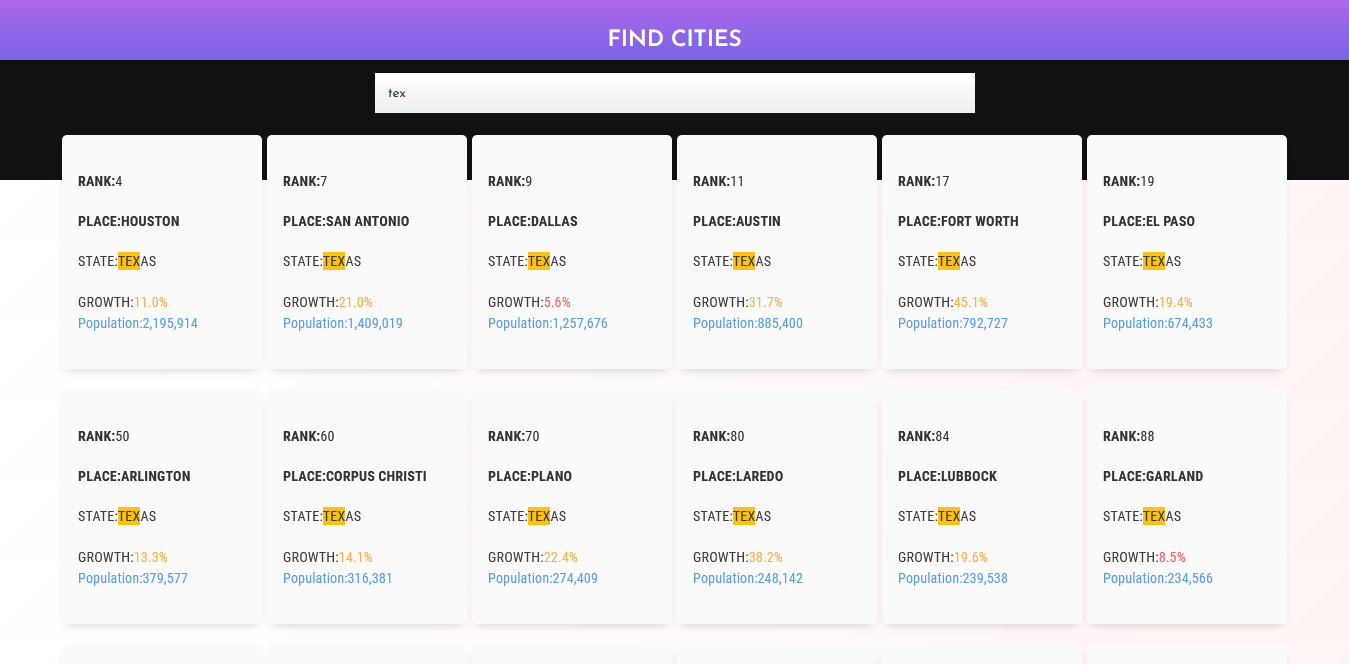 FIND CITIES
tex
RANK:4
PLACE:HOUSTON
STATE:TEXAS
GROWTH:11.0%
Population:2,195,914
RANK:7
PLACE:SAN ANTONIO
STATE:TEXAS
GROWTH:21.0%
Population:1,409,019
RANK:9
PLACE:DALLAS
STATE:TEXAS
GROWTH:5.6%
Population:1,257,676
RANK:11
PLACE:AUSTIN
STATE:TEXAS
GROWTH:31.7%
Population:885,400
RANK:17
PLACE:FORT WORTH
STATE:TEXAS
GROWTH:45.1%
Population:792,727
RANK:19
PLACE:EL PASO
STATE:TEXAS
GROWTH:19.4%
Population:674,433
RANK:50
PLACE:ARLINGTON
STATE:TEXAS
GROWTH:13.3%
Population:379,577
RANK:60
PLACE:CORPUS CHRISTI
STATE:TEXAS
GROWTH:14.1%
Population:316,381
RANK:70
PLACE:PLANO
STATE:TEXAS
GROWTH:22.4%
Population:274,409
RANK:80
PLACE:LAREDO
STATE:TEXAS
GROWTH:38.2%
Population:248,142
RANK:84
PLACE:LUBBOCK
STATE:TEXAS
GROWTH:19.6%
Population:239,538
RANK:88
PLACE:GARLAND
STATE:TEXAS
GROWTH:8.5%
Population:234,566